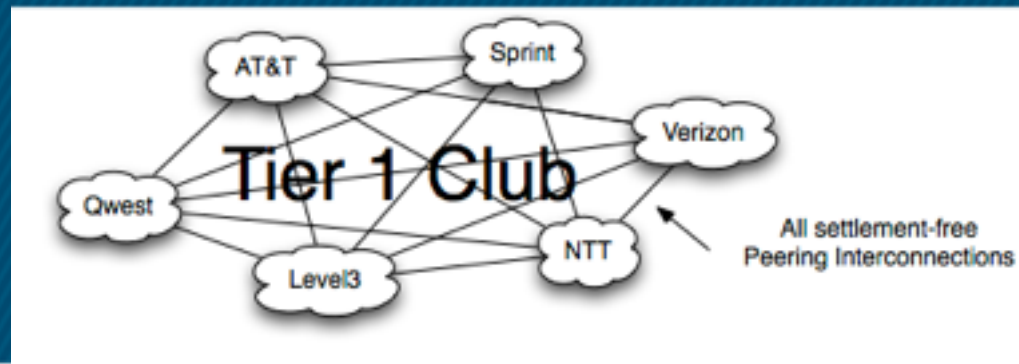 Sprint
AT&T
Verizon
Tier 1 Club
Qwest
All settlement-free
Peering Interconnections
NTT
Level3